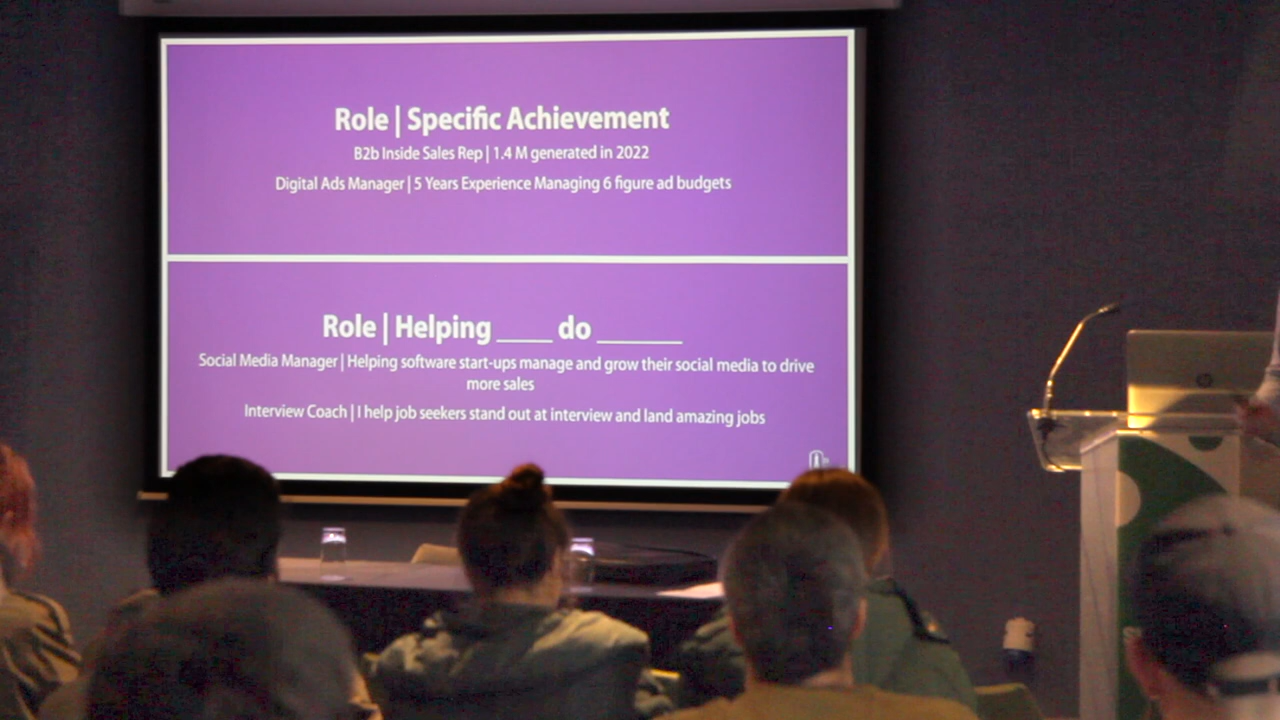 Role | Specific Achievement
B2b Inside Sales Rep | 1.4 M generated in 2022
Digital Ads Manager | 5 Years Experience Managing 6 figure ad budgets
Role | Helping ____ do ______
Social Media Manager | Helping software start-ups manage and grow their social media to drive
more sales
Interview Coach | I help job seekers stand out at interview and land amazing jobs
hp